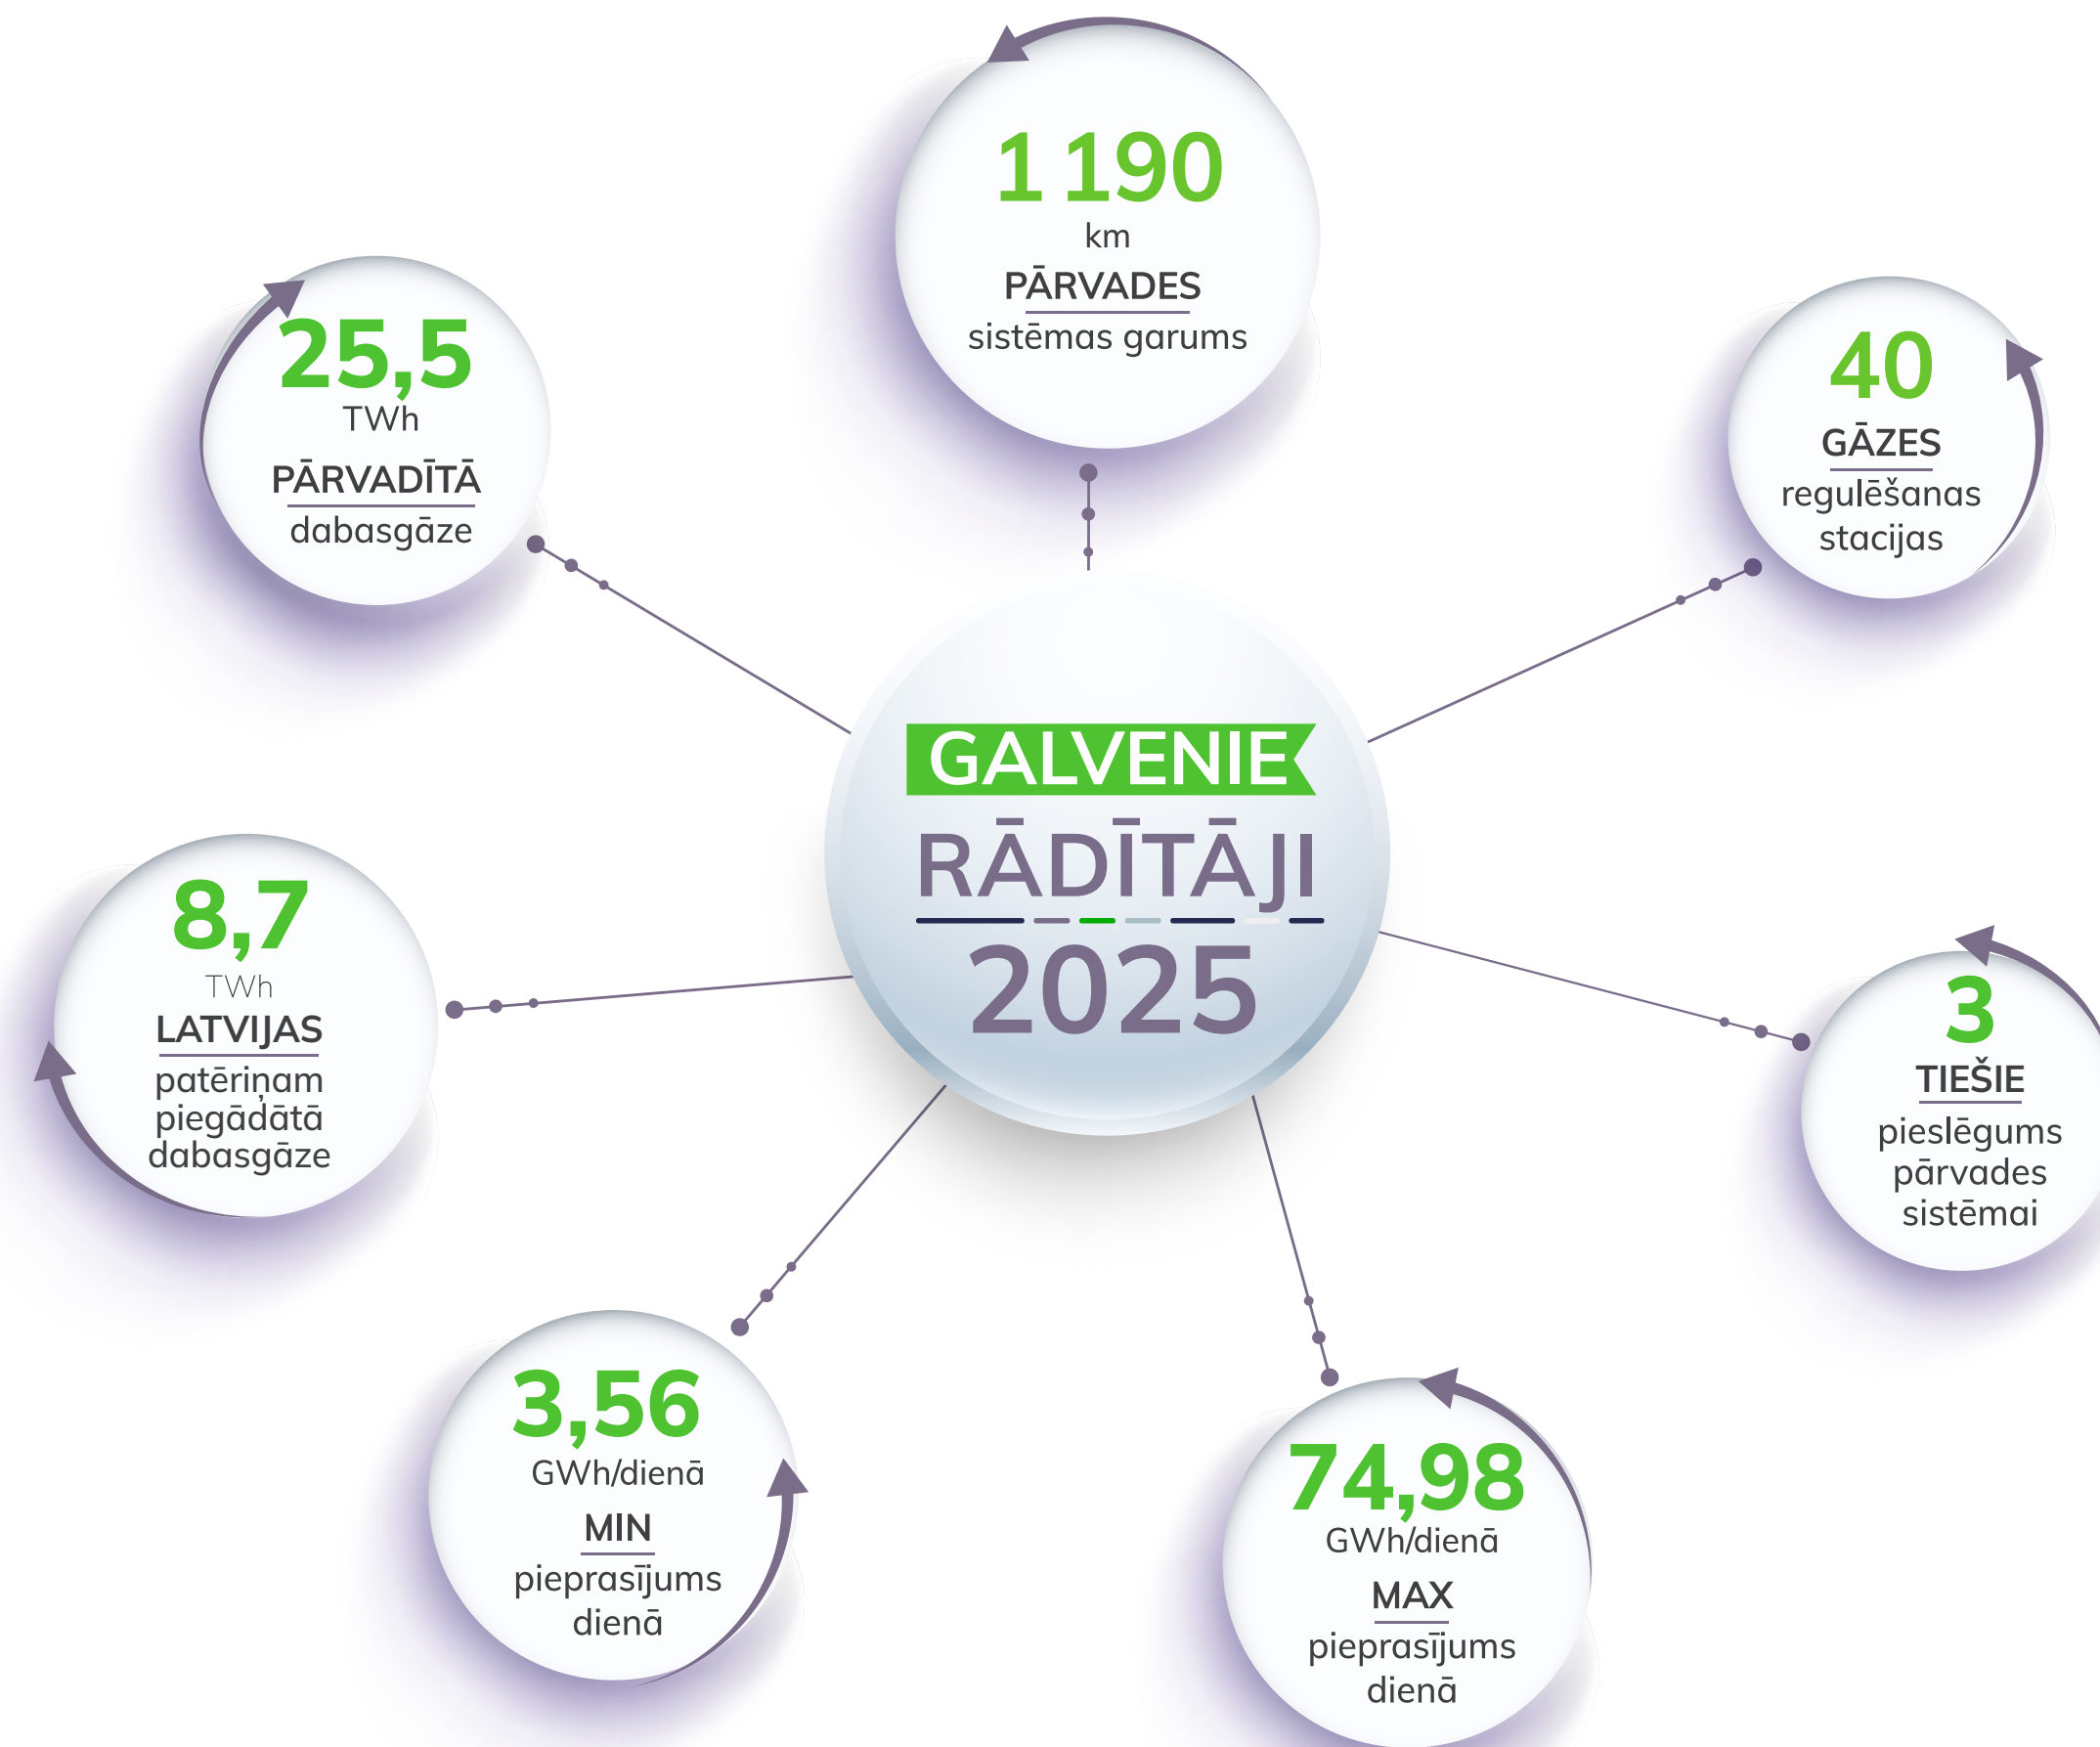 1 190
km
PĀRVADES
sistēmas garums
25,5
TWh
PĀRVADĪTĀ
dabasgāze
40
GĀZES
regulēšanas
stacijas
GALVENIE
RĀDĪTĀJI
2025
8,7
TWh
LATVIJAS
patēriņam
piegādātā
dabasgāze
3
TIEŠIE
pieslēgums
pārvades
sistēmai
3,56
GWh/dienā
MIN
pieprasījums
dienā
74,98
GWh/dienā
MAX
pieprasījums
dienā